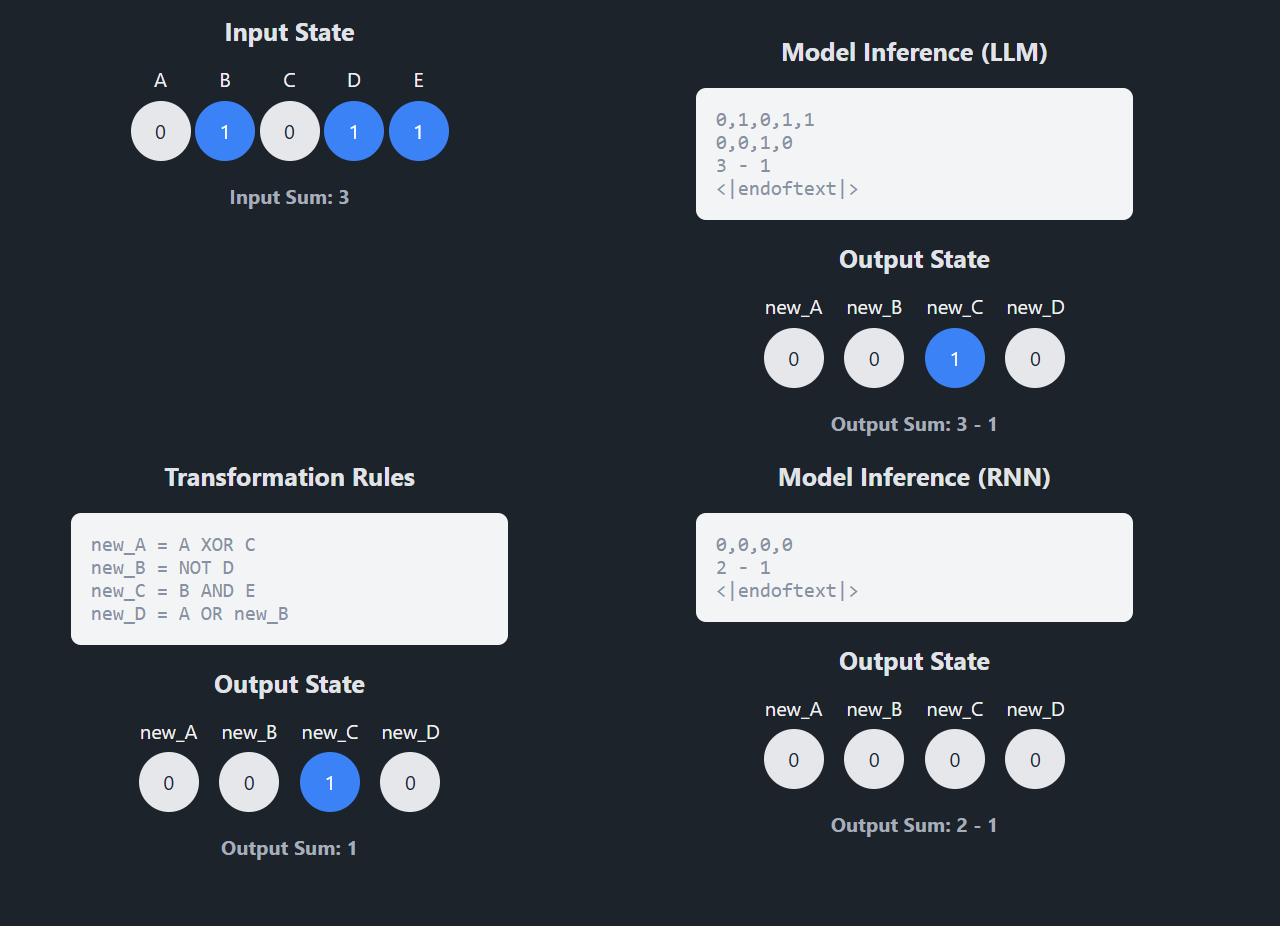 Input State
A B C D E
0 1 0 1 1
Input Sum: 3
Model Inference (LLM)
0,1,0,1,1
0,0,1,0
3 - 1
<|endoftext|>
Output State
new_A new_B new_C new_D
0 0 1 0
Output Sum: 3 - 1
Transformation Rules
new_A = A XOR C
new_B = NOT D
new_C = B AND E
new_D = A OR new_B
Output State
new_A new_B new_C new_D
0 0 1 0
Output Sum: 1
Model Inference (RNN)
0,0,0,0
2 - 1
<|endoftext|>
Output State
new_A new_B new_C new_D
0 0 0 0
Output Sum: 2 - 1